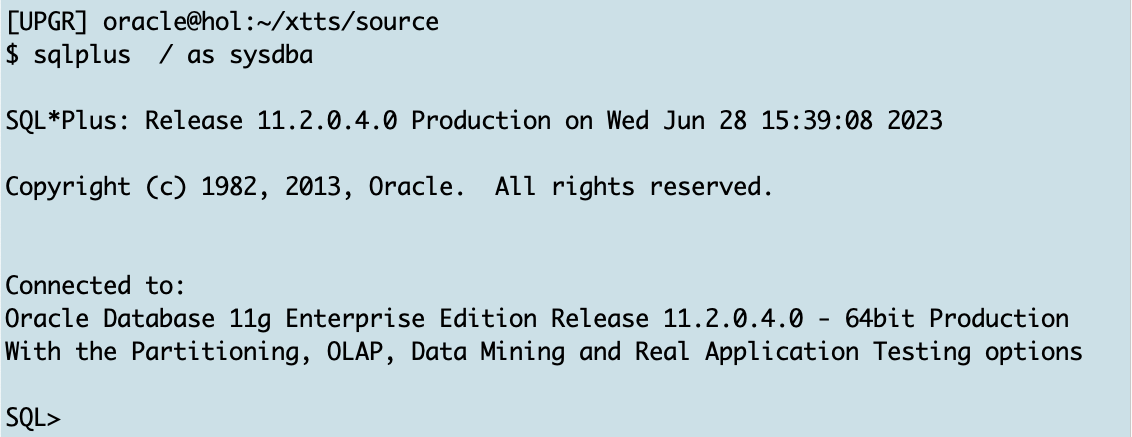 [UPGR] oracle@hol:~/xtts/source
$ sqlplus  / as sysdba
SQL*Plus: Release 11.2.0.4.0 Production on Wed Jun 28 15:39:08 2023
Copyright (c) 1982, 2013, Oracle.  All rights reserved.
Connected to:
Oracle Database 11g Enterprise Edition Release 11.2.0.4.0 - 64bit Production
With the Partitioning, OLAP, Data Mining and Real Application Testing options
SQL>